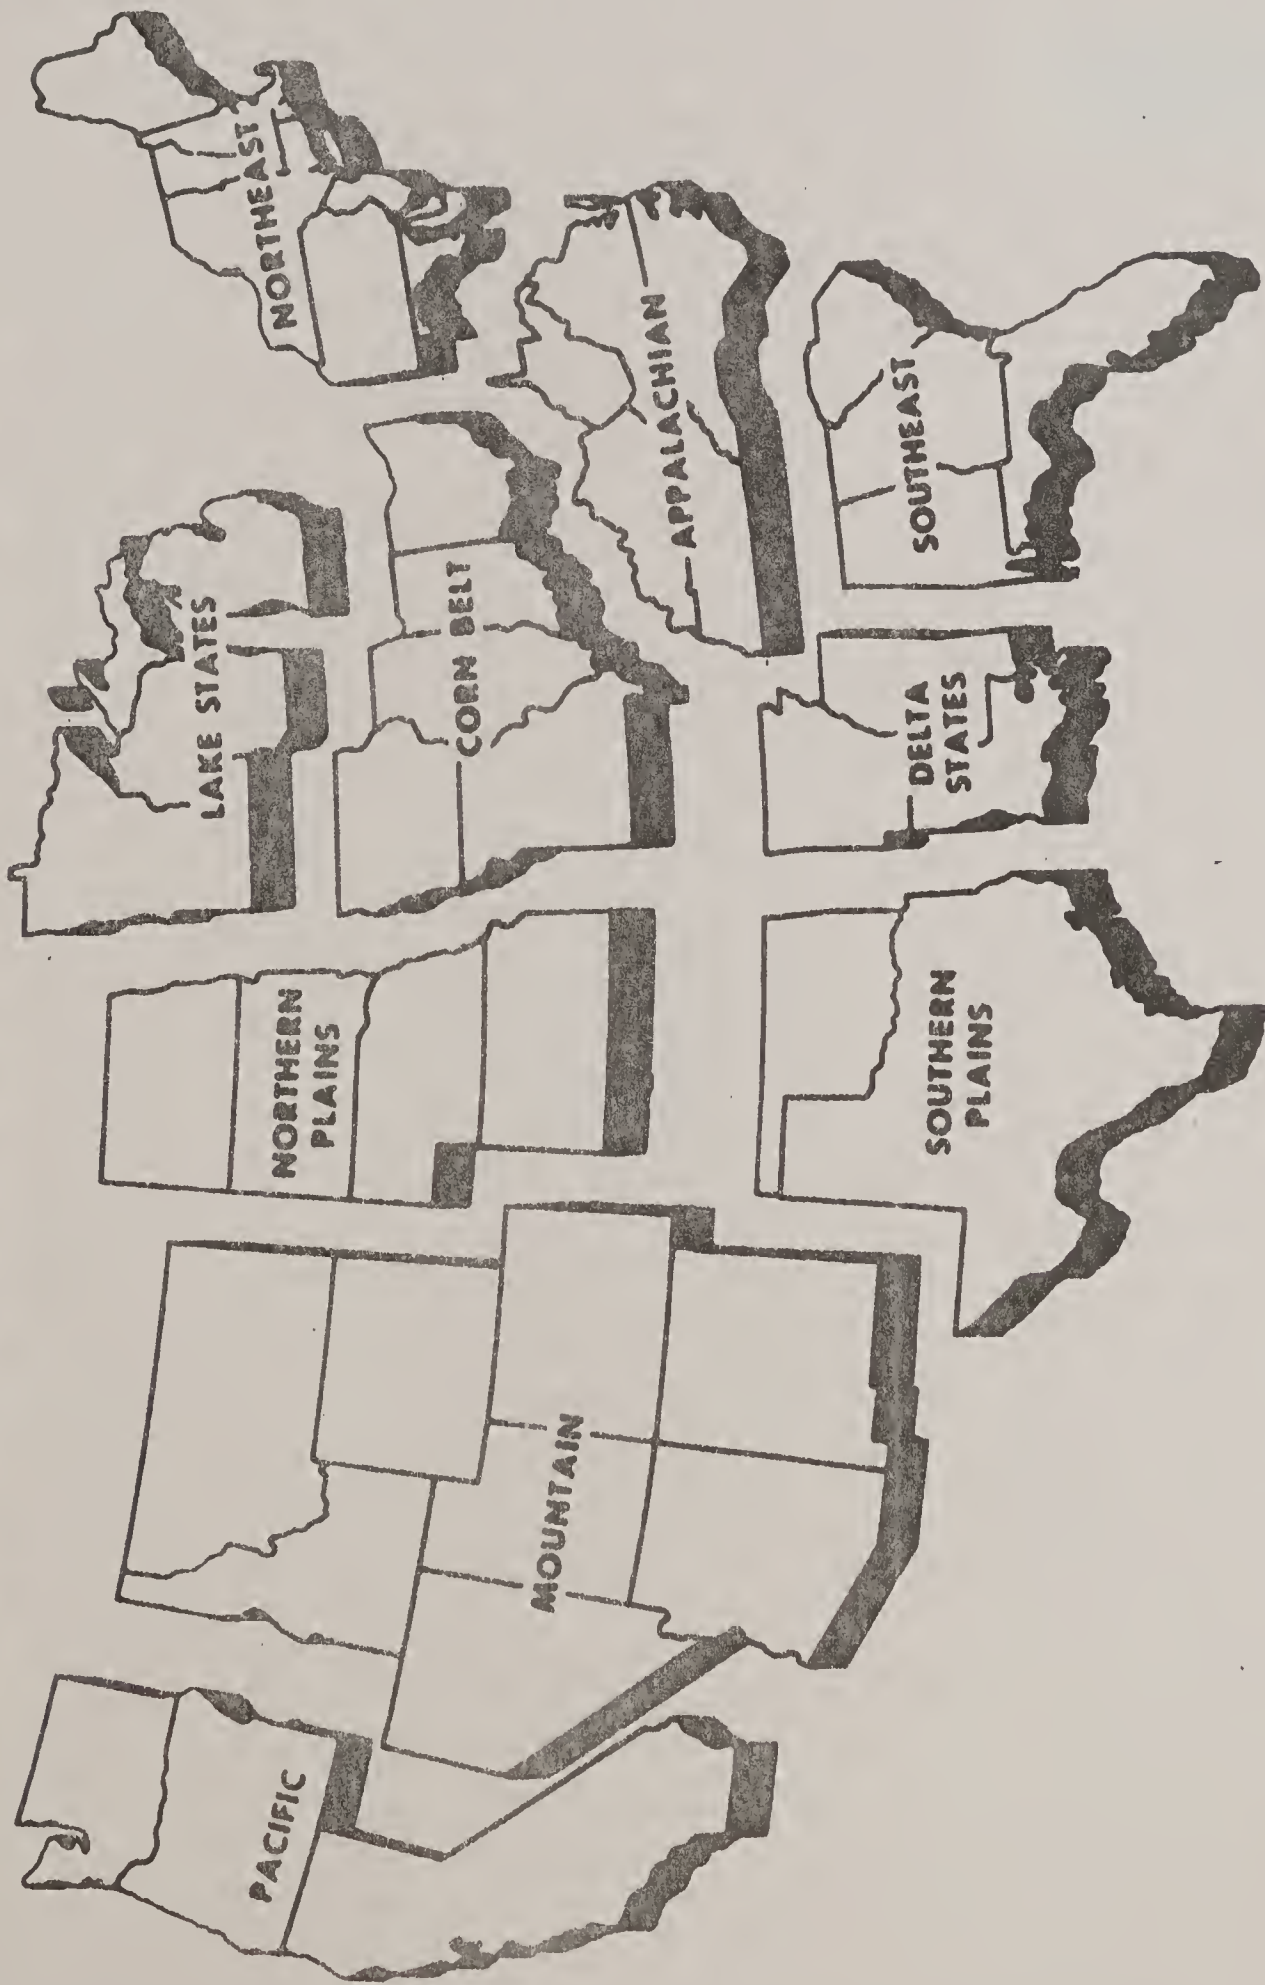 PACIFIC
MOUNTAIN
NORTHERN
PLAINS
LAKE STATES
CORN BELT
NORTHEAST
APPALACHIAN
SOUTHEAST
DELTA
STATES
SOUTHERN
PLAINS